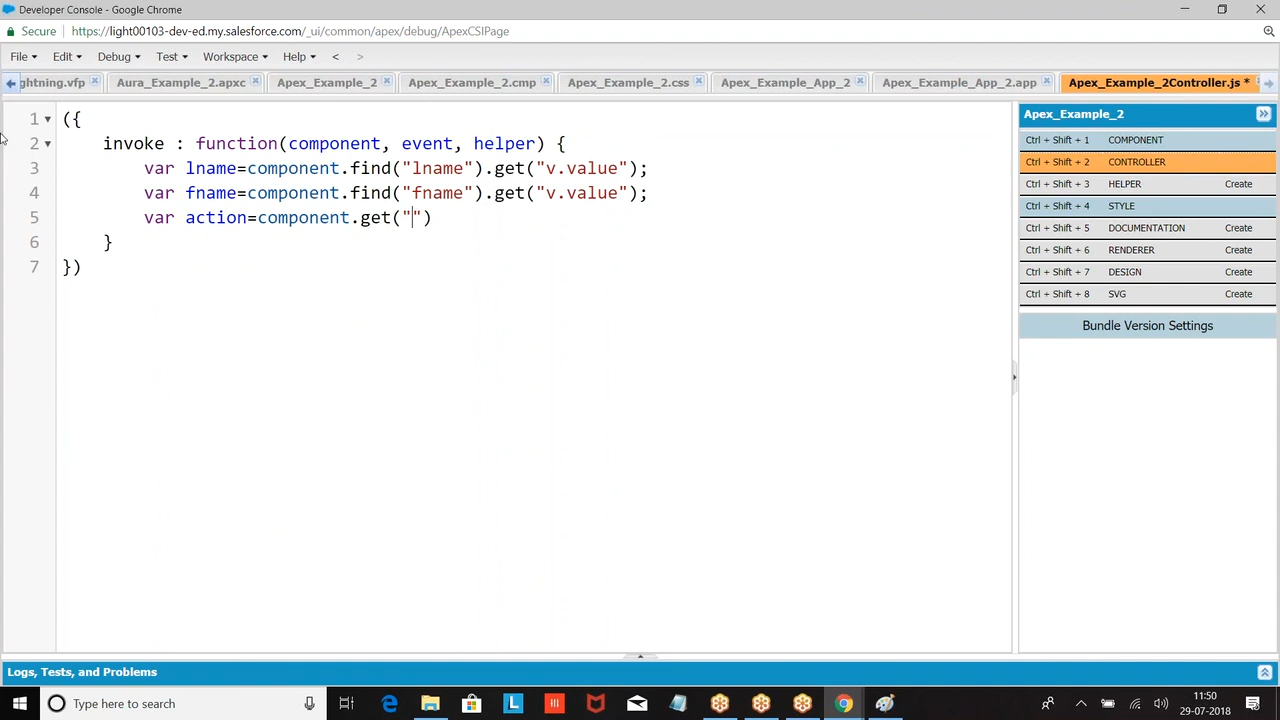 Developer Console - Google Chrome
Secure | https://light00103-dev-ed.my.salesforce.com/_ui/common/apex/debug/ApexCSIPage
File Edit Debug Test Workspace Help < >
ghtning.vfp Aura_Example_2.apxc Apex_Example_2 Apex_Example_2.cmp Apex_Example_2.css Apex_ExampleApp_2 Apex_ExampleApp_2.app Apex_Example_2Controller.js *
1 ({
2 invoke : function(component, event, helper) {
3 var lname=component.find("lname").get("v.value");
4 var fname=component.find("fname").get("v.value");
5 var action=component.get("")
6 }
7 })
Apex_Example_2
Ctrl + Shift + 1 COMPONENT
Ctrl + Shift + 2 CONTROLLER
Ctrl + Shift + 3 HELPER Create
Ctrl + Shift + 4 STYLE
Ctrl + Shift + 5 DOCUMENTATION Create
Ctrl + Shift + 6 RENDERER Create
Ctrl + Shift + 7 DESIGN Create
Ctrl + Shift + 8 SVG Create
Bundle Version Settings
Logs, Tests, and Problems
Type here to search
11:50
29-07-2018